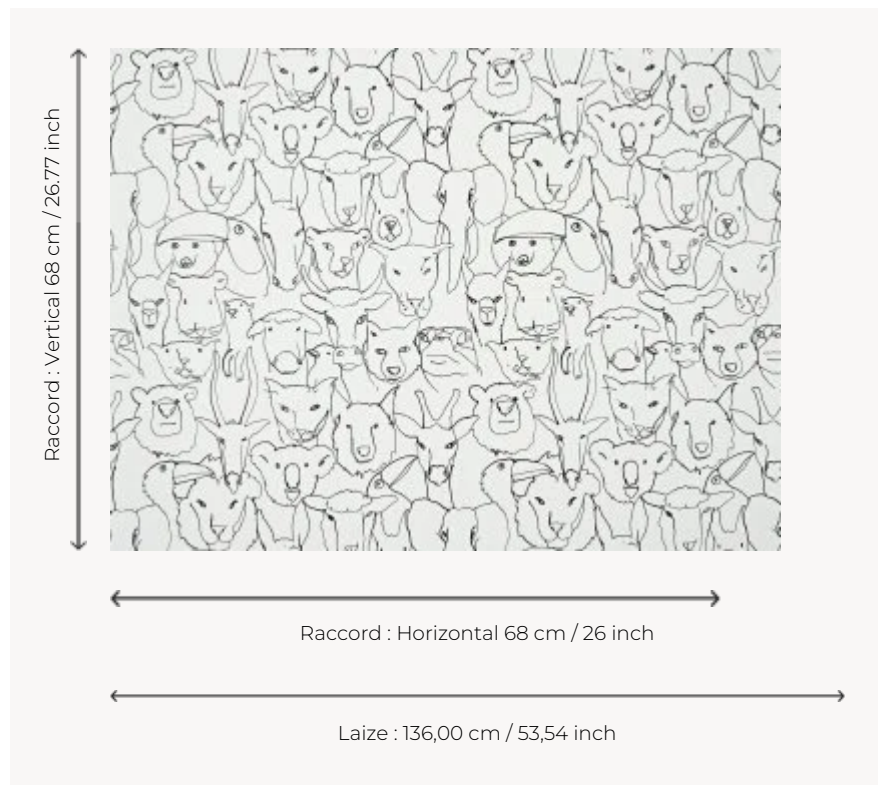 Raccord : Vertical 68 cm / 26.77 inch
Raccord : Horizontal 68 cm / 26 inch
Laize : 136,00 cm / 53,54 inch